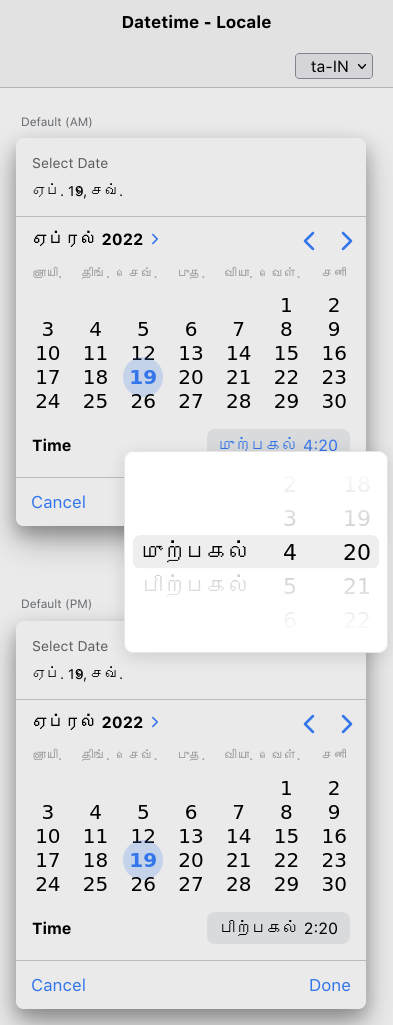 Datetime - Locale
ta-IN
Default (AM)
Select Date
ஏப். 19, செவ்.
ஏப்ரல் 2022
ஞாயி. திங். செவ். புத. வியா. வெள். சனி
1 2
3 4 5 6 7 8 9
10 11 12 13 14 15 16
17 18 19 20 21 22 23
24 25 26 27 28 29 30
Time முற்பகல் 4:20
Cancel
2 18
3 19
முற்பகல் 4 20
பிற்பகல் 5 21
6 22
Default (PM)
Select Date
ஏப். 19, செவ்.
ஏப்ரல் 2022
ஞாயி. திங். செவ். புத. வியா. வெள். சனி
1 2
3 4 5 6 7 8 9
10 11 12 13 14 15 16
17 18 19 20 21 22 23
24 25 26 27 28 29 30
Time பிற்பகல் 2:20
Cancel Done